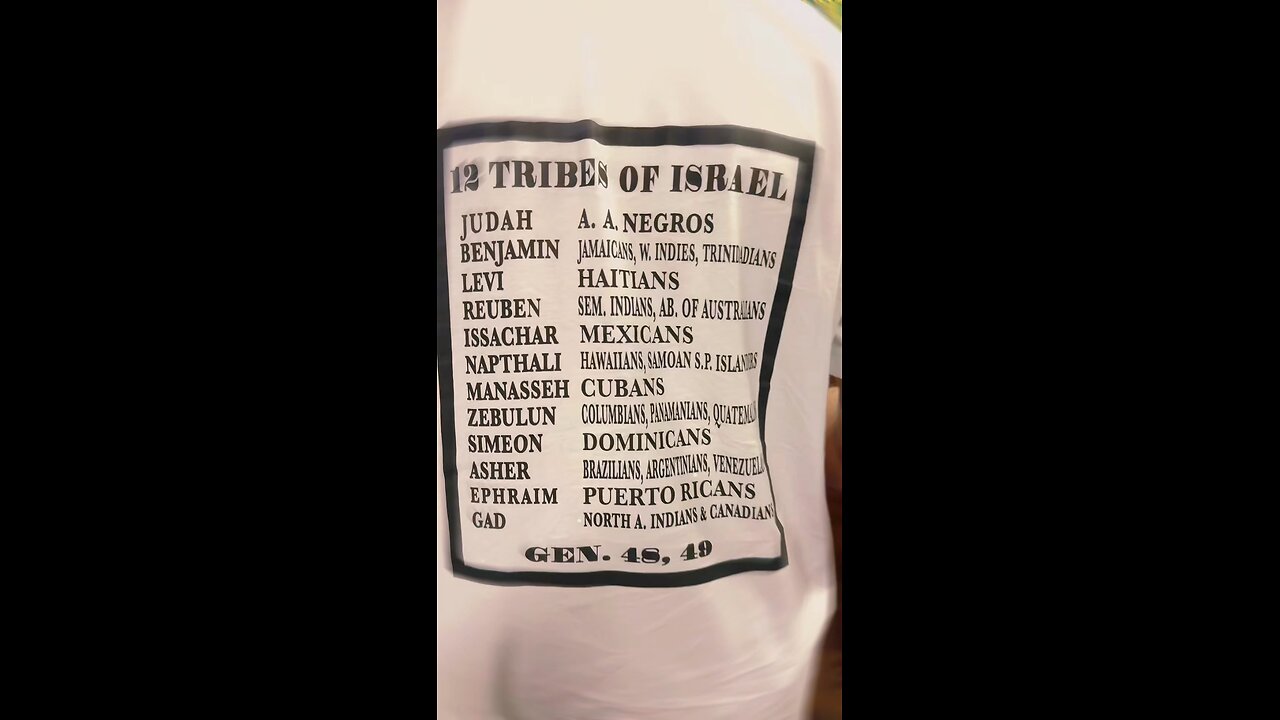 12 TRIBES OF ISRAEL
JUDAH A. A. NEGROS
BENJAMIN JAMAICANS, W. INDIES, TRINIDADIANS
LEVI HAITIANS
REUBEN SEM. INDIANS, AB. OF AUSTRALIANS
ISSACHAR MEXICANS
NAPTHALI HAWAIIANS, SAMOAN S.P. ISLANDERS
MANASSEH CUBANS
ZEBULUN COLUMBIANS, PANAMANIANS,
SIMEON DOMINICANS
ASHER BRAZILIANS, ARGENTINIANS,
EPHRAIM PUERTO RICANS
GAD NORTH A. INDIANS & CANADIANS
GEN. 48, 49